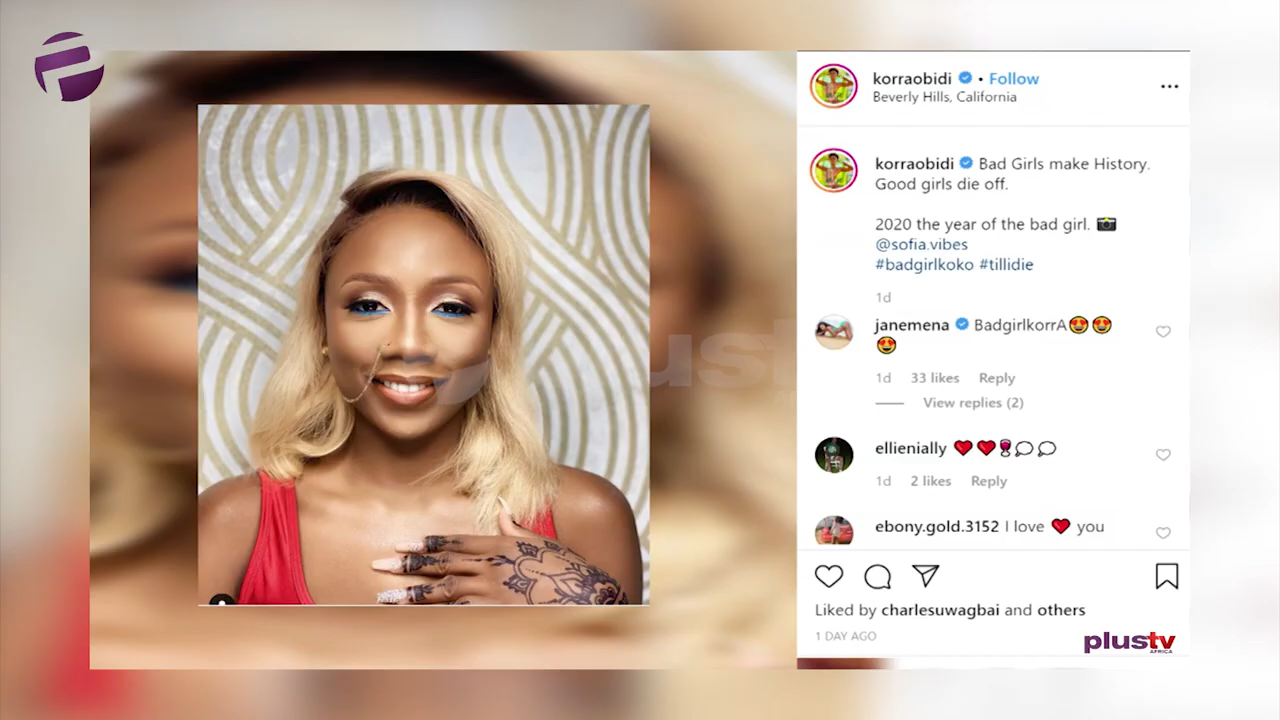 korraobidi • Follow
Beverly Hills, California
korraobidi Bad Girls make History.
Good girls die off.
2020 the year of the bad girl. 📸
@sofia.vibes
#badgirlkoko #tillidie
1d
janemena BadgirlkorrA😍😍
😍
1d 33 likes Reply
View replies (2)
ellienially ❤️❤️🍷💭💭
1d 2 likes Reply
ebony.gold.3152 I love ❤️ you
Liked by charlesuwagbai and others
1 DAY AGO
plustv
AFRICA